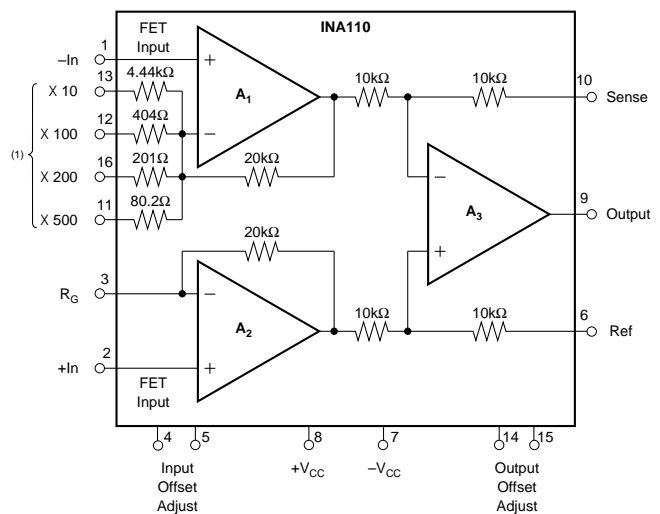 INA110
FET
Input
–In
1
13
X 10
4.44kΩ
12
X 100
404Ω
(1)
16
X 200
201Ω
11
X 500
80.2Ω
A1
20kΩ
10kΩ
10kΩ
10
Sense
A3
9
Output
20kΩ
3
RG
A2
10kΩ
10kΩ
6
Ref
2
+In
FET
Input
4
5
8
7
14
15
Input
Offset
Adjust
+VCC
–VCC
Output
Offset
Adjust